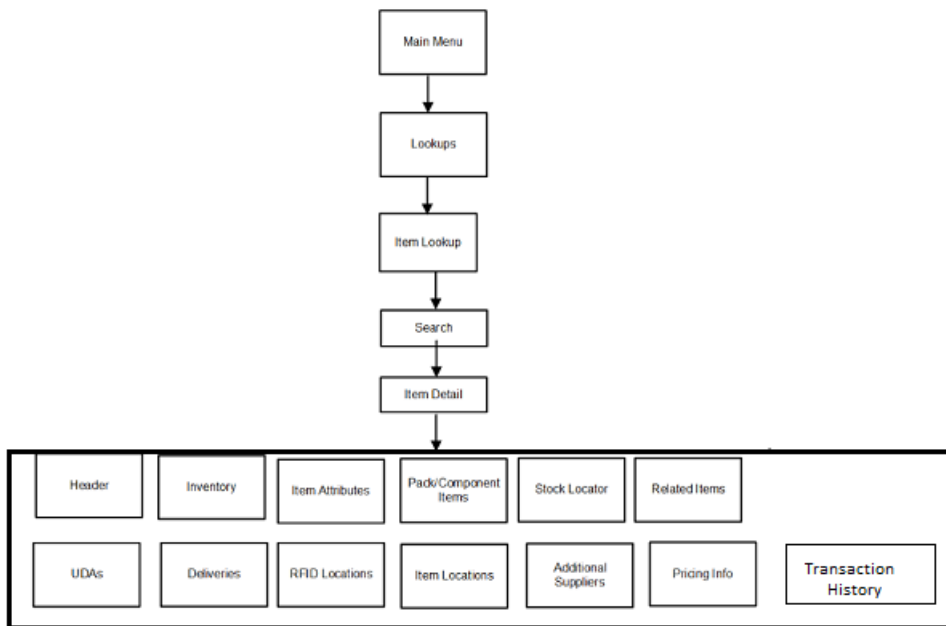 Main Menu
Lookups
Item Lookup
Search
Item Detail
Header
Inventory
Item Attributes
Pack/Component
Items
Stock Locator
Related Items
UDAs
Deliveries
RFID Locations
Item Locations
Additional
Suppliers
Pricing Info
Transaction
History